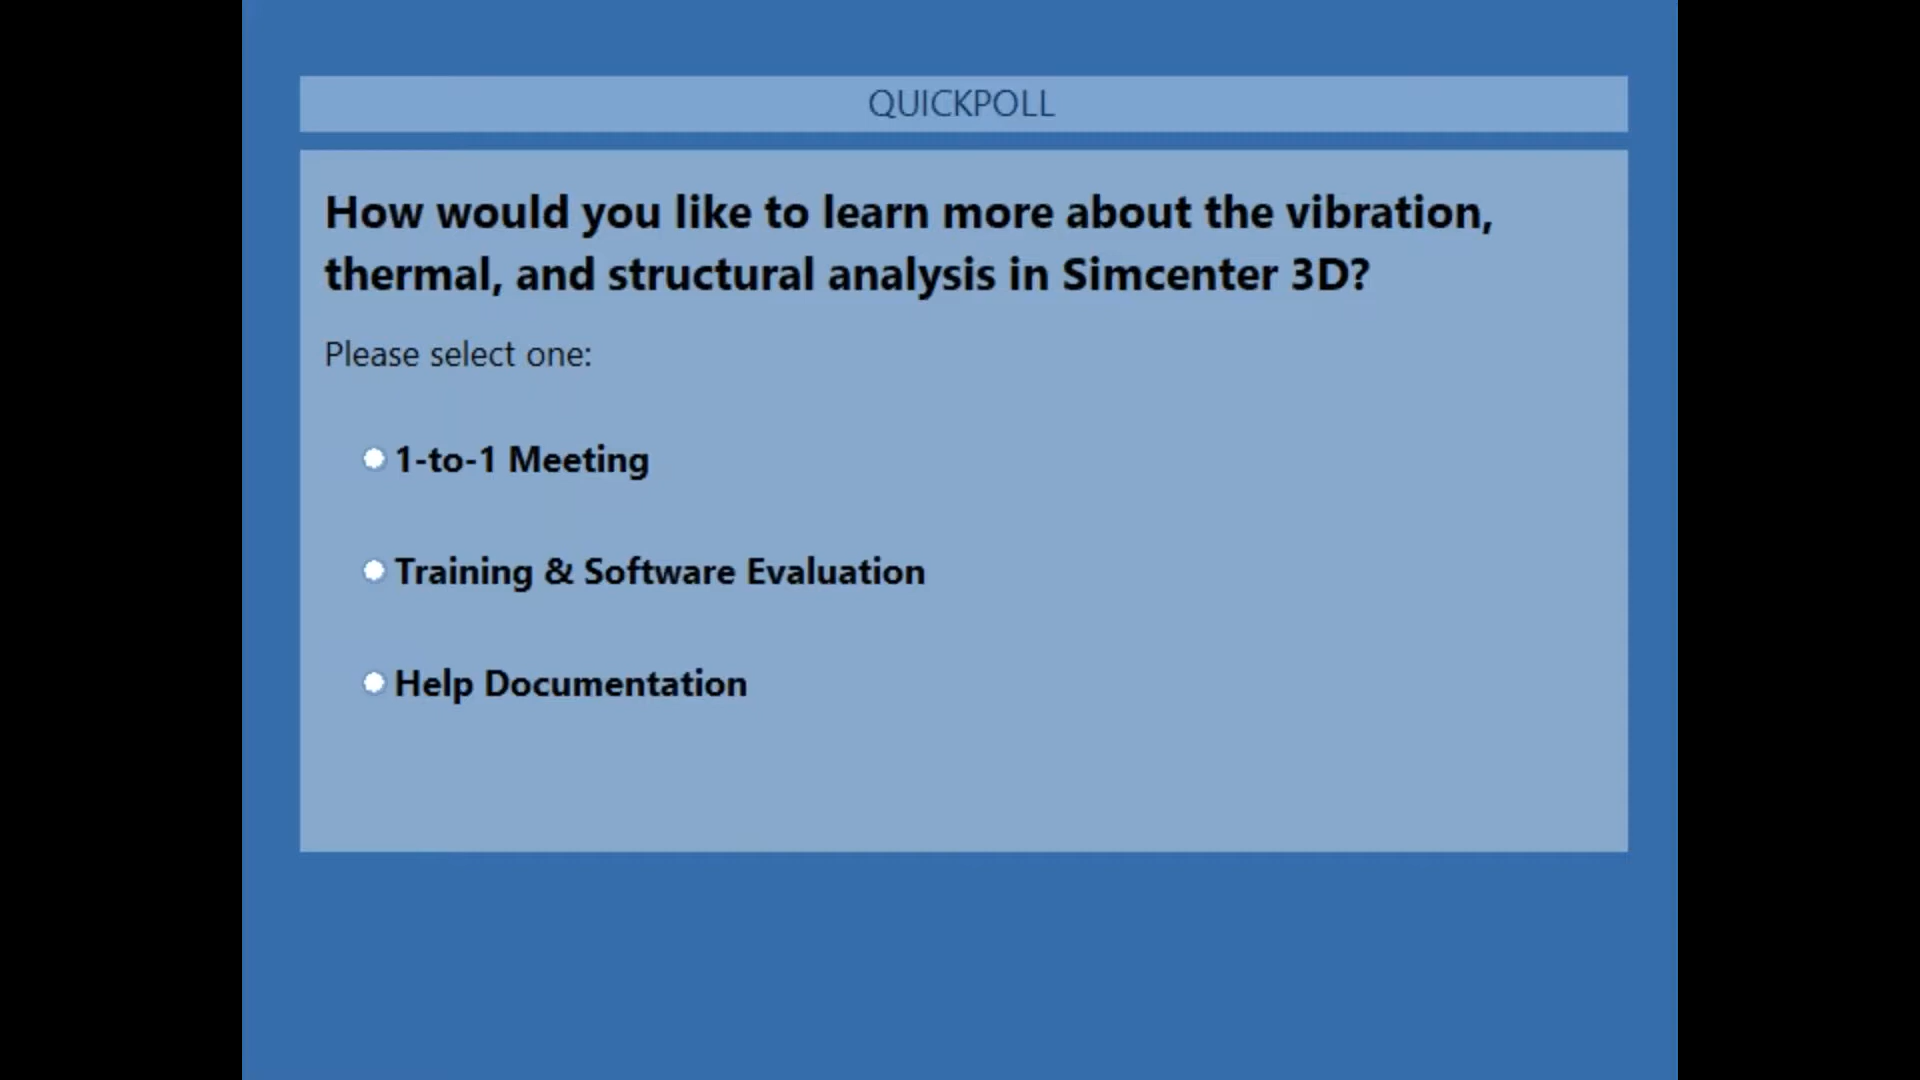 QUICKPOLL
How would you like to learn more about the vibration,
thermal, and structural analysis in Simcenter 3D?
Please select one:
1-to-1 Meeting
Training & Software Evaluation
Help Documentation